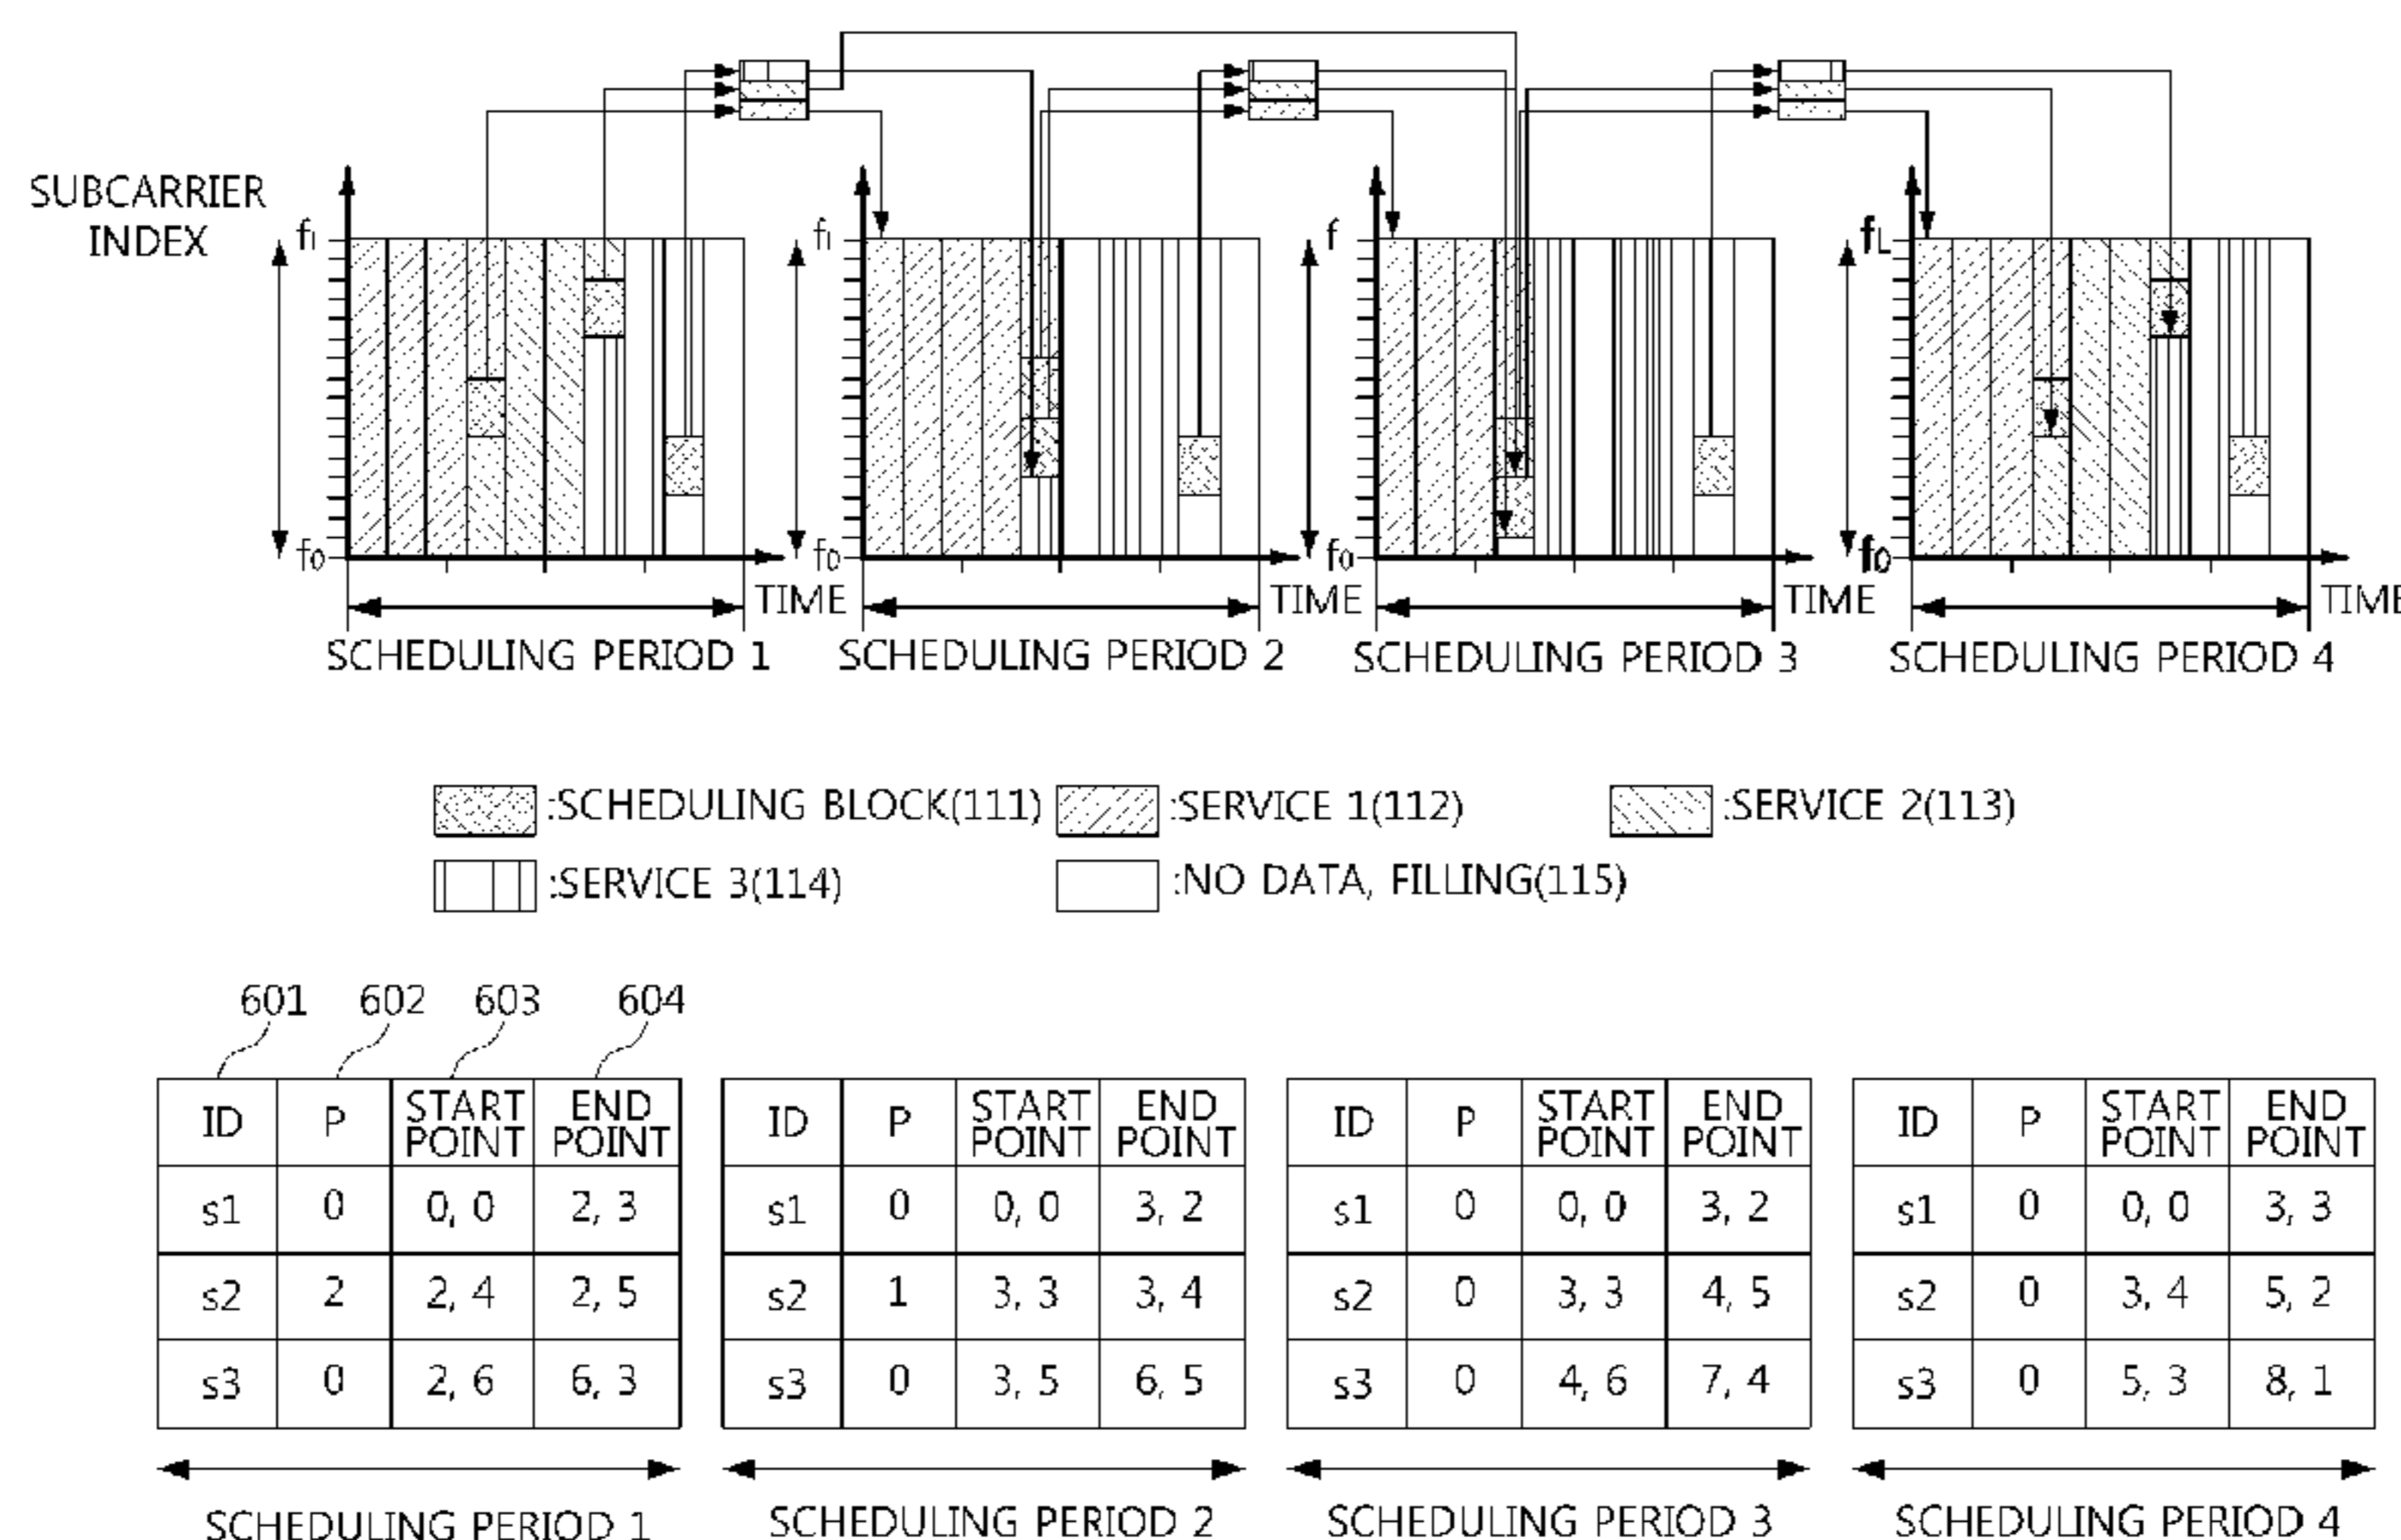 SUBCARRIER
INDEX
fI fI f fL
f0 f0 f0 f0
TIME TIME TIME TIME
SCHEDULING PERIOD 1 SCHEDULING PERIOD 2 SCHEDULING PERIOD 3 SCHEDULING PERIOD 4
:SCHEDULING BLOCK(111) :SERVICE 1(112) :SERVICE 2(113)
:SERVICE 3(114) :NO DATA, FILLING(115)
601 602 603 604
ID P START POINT END POINT ID P START POINT END POINT ID P START POINT END POINT ID P START POINT END POINT
s1 0 0, 0 2, 3 s1 0 0, 0 3, 2 s1 0 0, 0 3, 2 s1 0 0, 0 3, 3
s2 2 2, 4 2, 5 s2 1 3, 3 3, 4 s2 0 3, 3 4, 5 s2 0 3, 4 5, 2
s3 0 2, 6 6, 3 s3 0 3, 5 6, 5 s3 0 4, 6 7, 4 s3 0 5, 3 8, 1
SCHEDULING PERIOD 1 SCHEDULING PERIOD 2 SCHEDULING PERIOD 3 SCHEDULING PERIOD 4